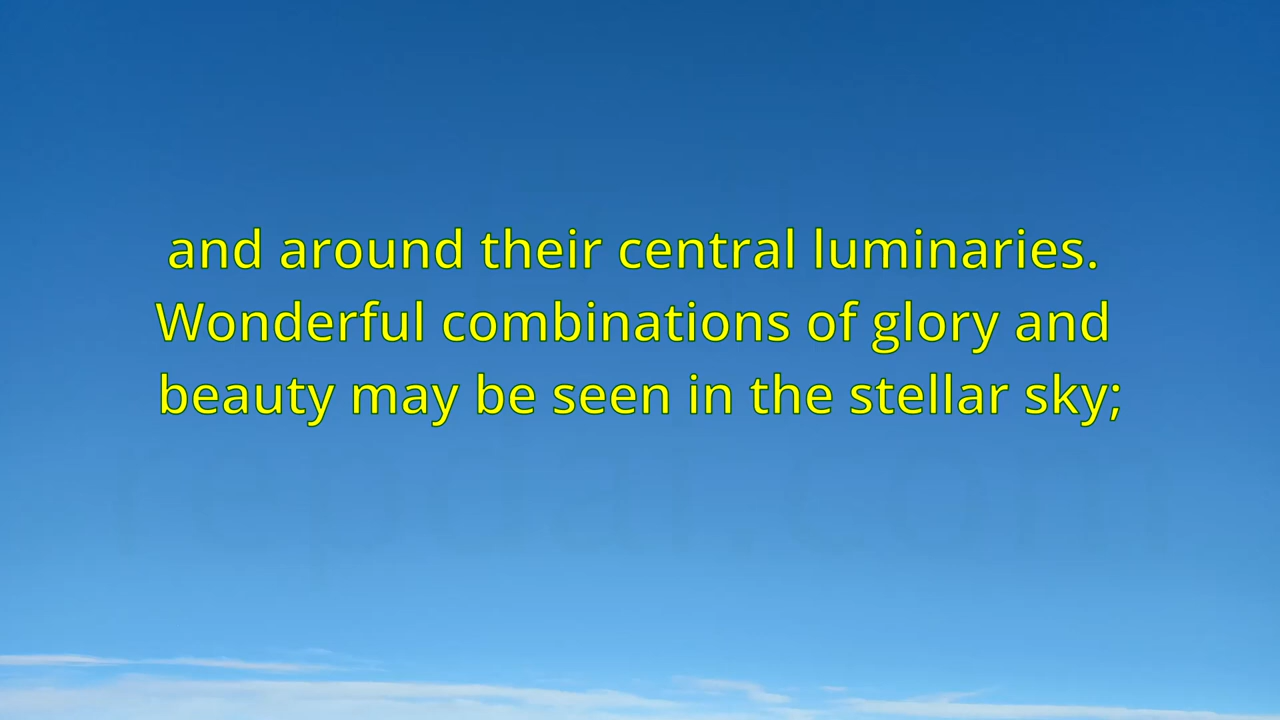 and around their central luminaries.
Wonderful combinations of glory and
beauty may be seen in the stellar sky;